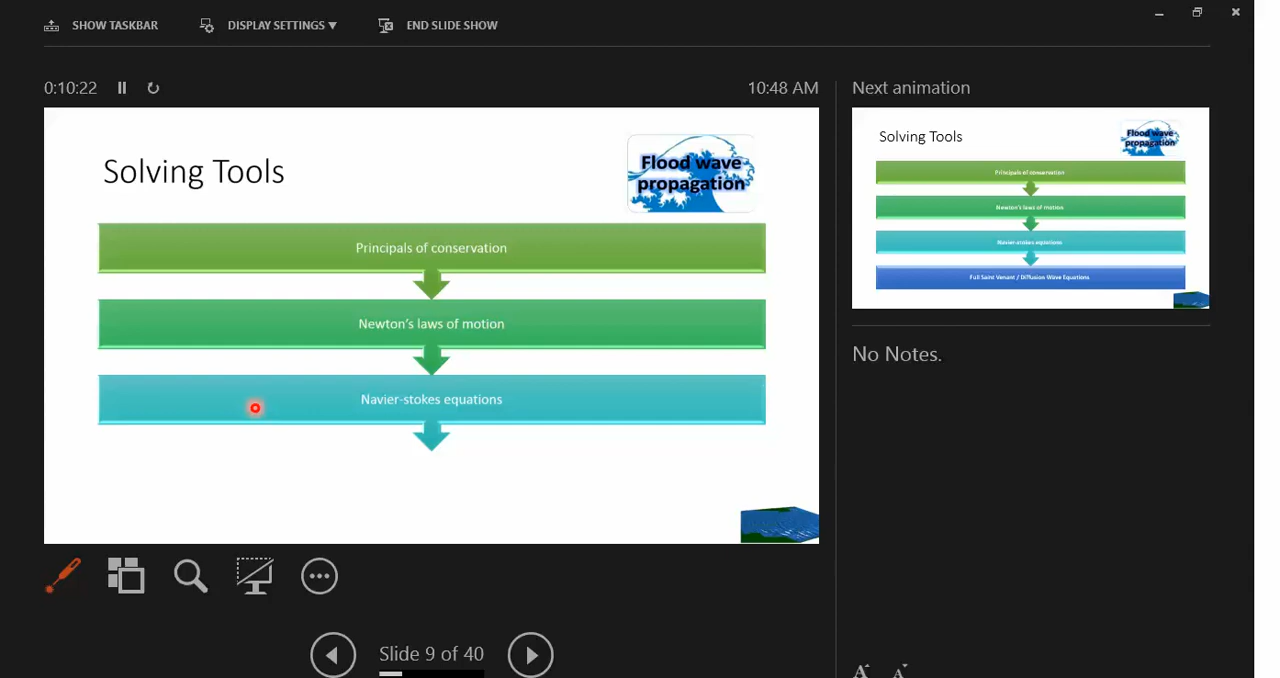 SHOW TASKBAR
DISPLAY SETTINGS ▼
END SLIDE SHOW
0:10:22
10:48 AM
Solving Tools
Flood wave
propagation
Principals of conservation
Newton's laws of motion
Navier-stokes equations
Next animation
Solving Tools
Flood wave
propagation
Principals of conservation
Newton's laws of motion
Navier-stokes equations
Full Saint Venant / Diffusion Wave Equations
No Notes.
Slide 9 of 40
A
A